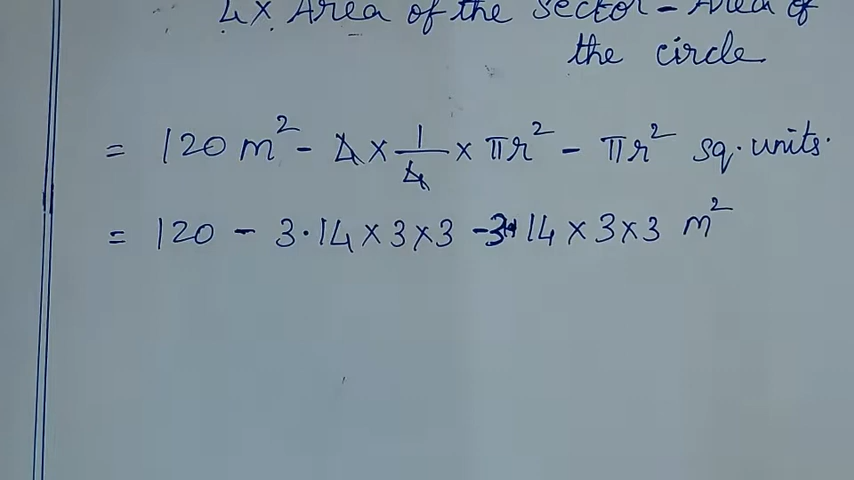 4 × Area of the sector - Area of
the circle
= 120 m² - 4 × 1/4 × πr² - πr² sq. units.
= 120 - 3.14 × 3 × 3 - 3.14 × 3 × 3 m²